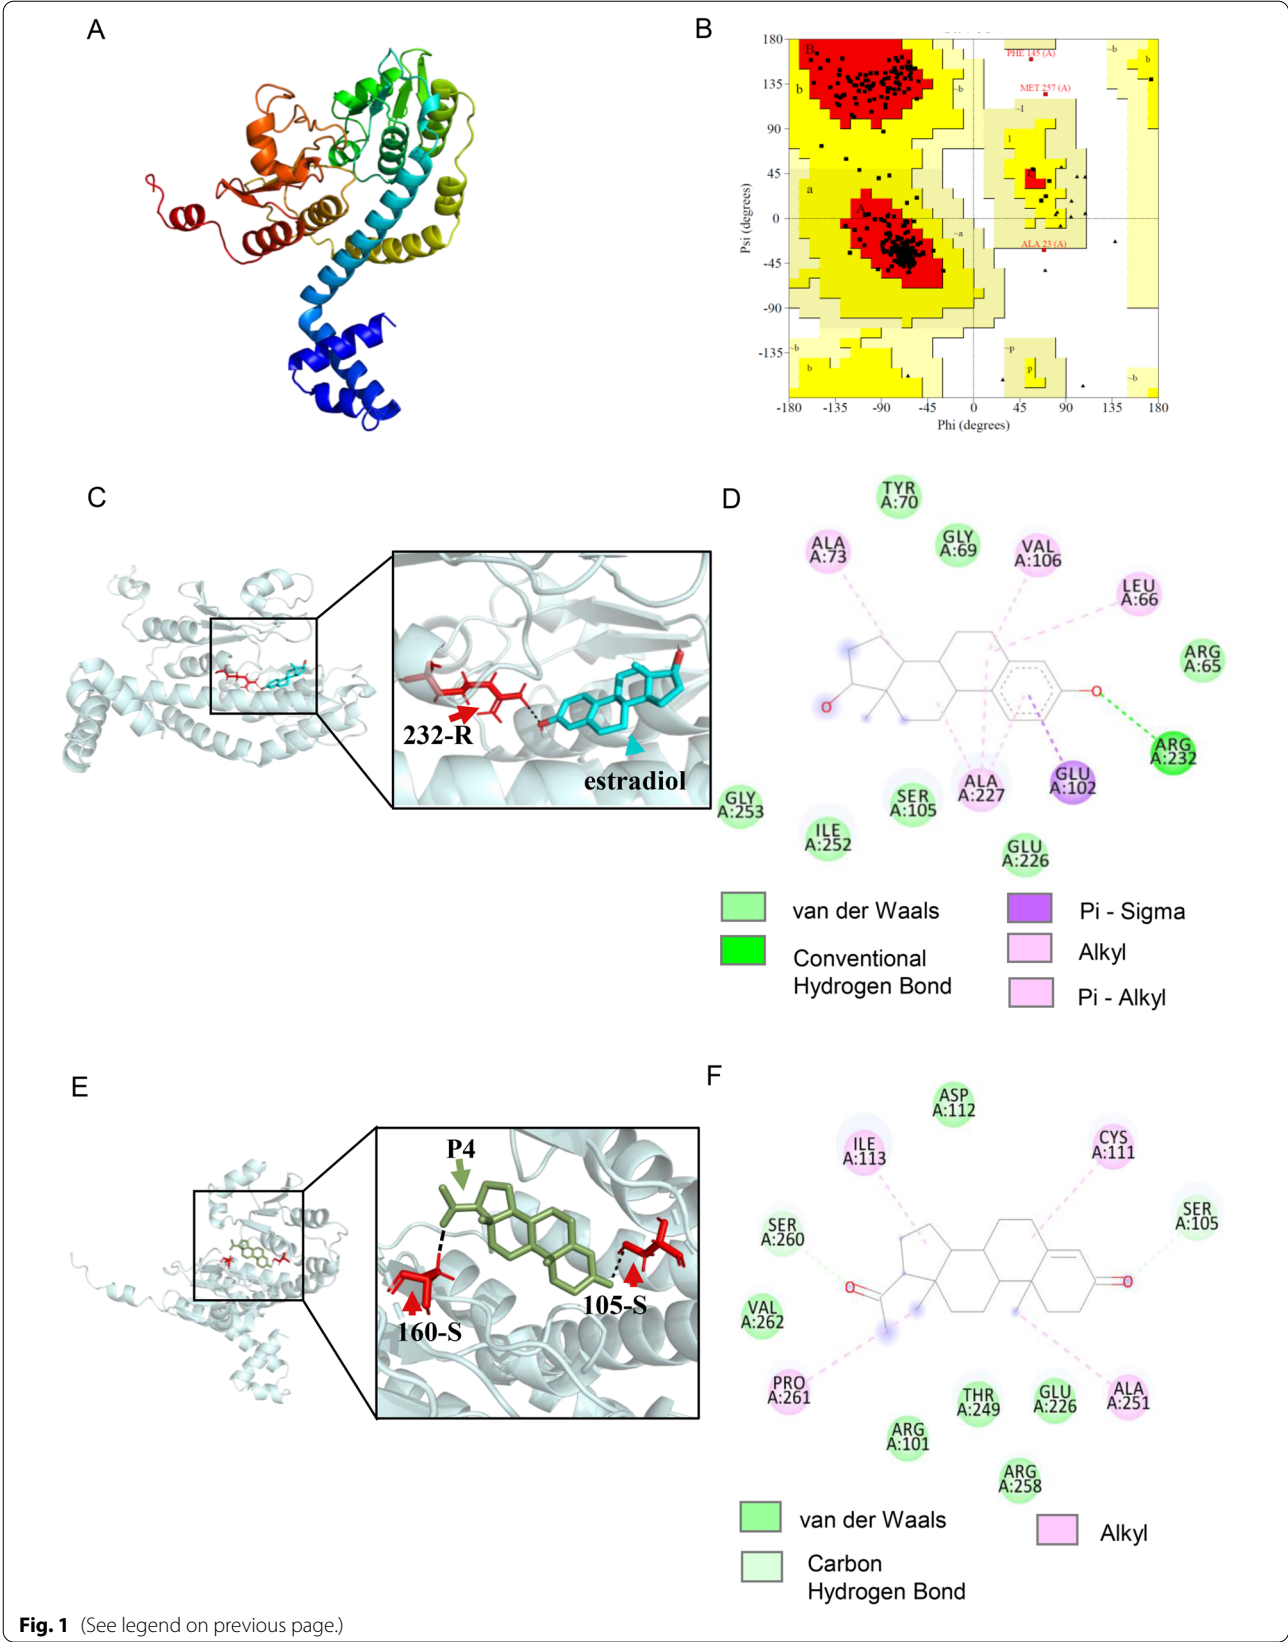 A
B
180
135
90
45
0
-45
-90
-135
-180
-135
-90
-45
0
45
90
135
180
Psi (degrees)
Phi (degrees)
B
b
~b
a
A
~a
~b
b
PHE 145 (A)
MET 257 (A)
~l
l
L
ALA 23 (A)
~p
p
~b
b
~b
C
232-R
estradiol
D
TYR
A:70
GLY
A:69
ALA
A:73
VAL
A:106
LEU
A:66
ARG
A:65
O
O
ARG
A:232
GLU
A:102
ALA
A:227
SER
A:105
GLY
A:253
ILE
A:252
GLU
A:226
van der Waals
Conventional
Hydrogen Bond
Pi - Sigma
Alkyl
Pi - Alkyl
E
P4
105-S
160-S
F
ASP
A:112
ILE
A:113
CYS
A:111
SER
A:260
SER
A:105
O
O
VAL
A:262
PRO
A:261
THR
A:249
GLU
A:226
ALA
A:251
ARG
A:101
ARG
A:258
van der Waals
Carbon
Hydrogen Bond
Alkyl
Fig. 1 (See legend on previous page.)